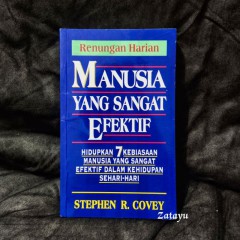 Renungan Harian
MANUSIA
YANG SANGAT
EFEKTIF
HIDUPKAN 7 KEBIASAAN
MANUSIA YANG SANGAT
EFEKTIF DALAM KEHIDUPAN
SEHARI-HARI
STEPHEN R. COVEY
Zatayu